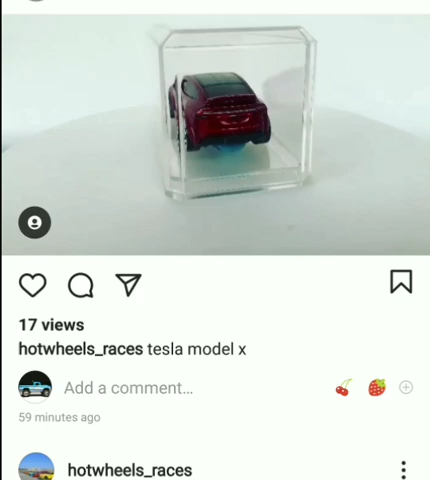 17 views
hotwheels_races tesla model x
Add a comment...
59 minutes ago
hotwheels_races